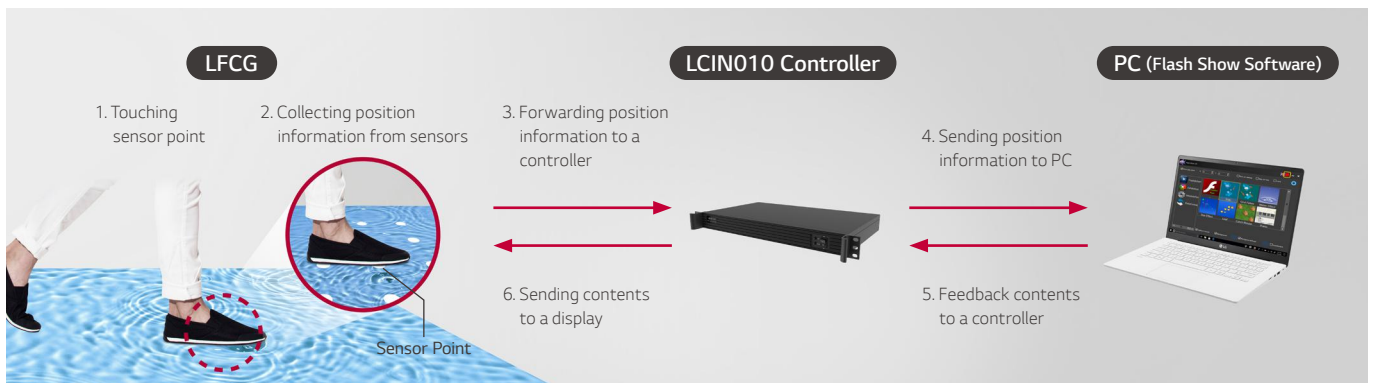 LFCG
LCIN010 Controller
PC (Flash Show Software)
1. Touching
sensor point
2. Collecting position
information from sensors
3. Forwarding position
information to a
controller
4. Sending position
information to PC
6. Sending contents
to a display
5. Feedback contents
to a controller
Sensor Point